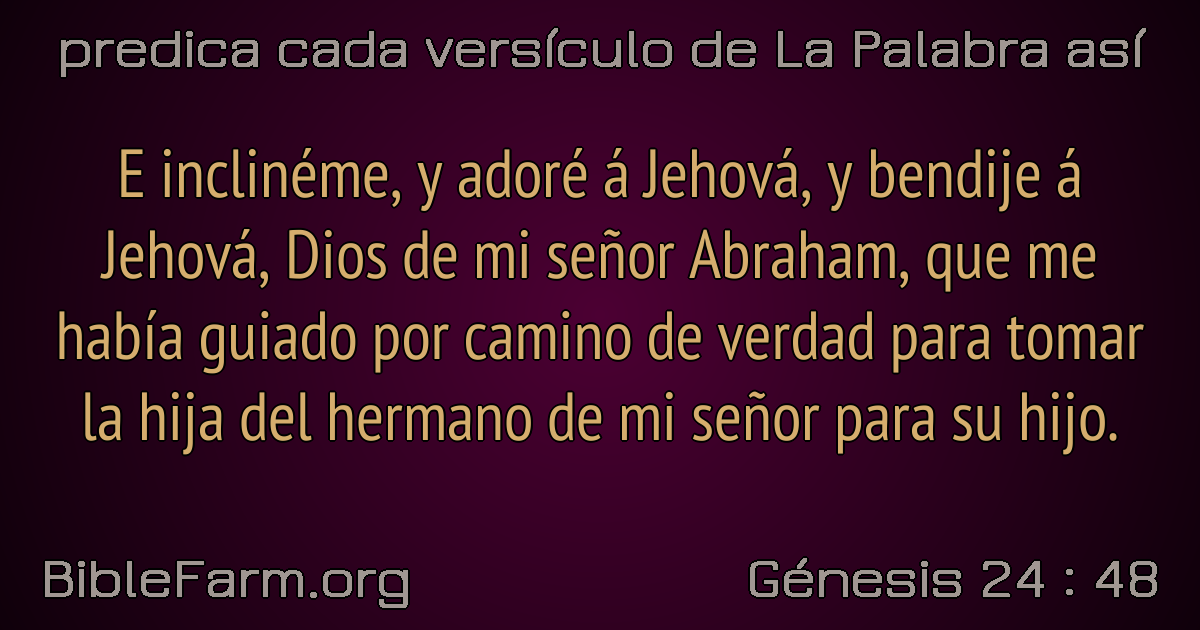 predica cada versículo de La Palabra así
E inclinéme, y adoré á Jehová, y bendije á
Jehová, Dios de mi señor Abraham, que me
había guiado por camino de verdad para tomar
la hija del hermano de mi señor para su hijo.
BibleFarm.org
Génesis 24 : 48